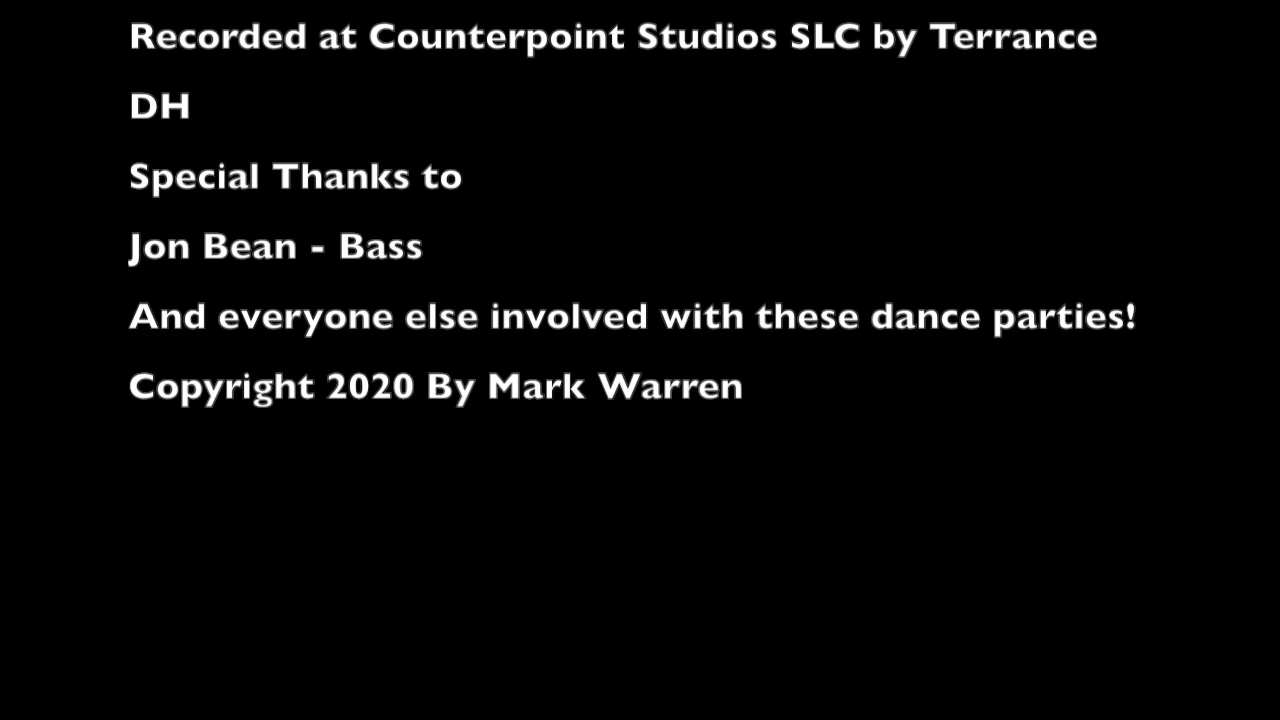 Recorded at Counterpoint Studios SLC by Terrance
DH
Special Thanks to
Jon Bean - Bass
And everyone else involved with these dance parties!
Copyright 2020 By Mark Warren